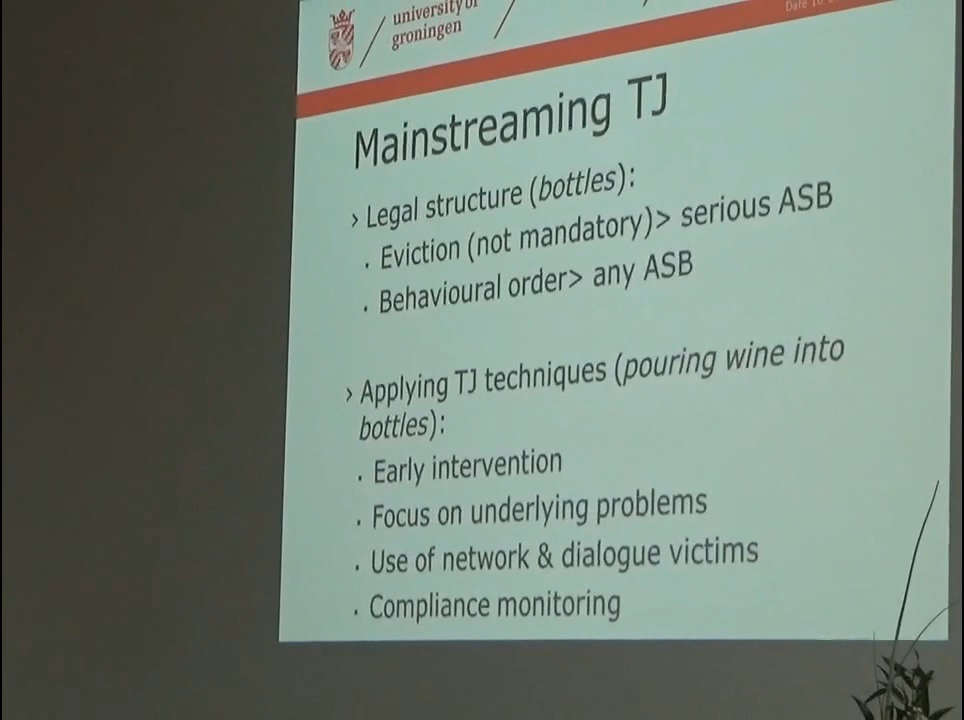 university of
groningen
Mainstreaming TJ
› Legal structure (bottles):
. Eviction (not mandatory)> serious ASB
. Behavioural order> any ASB
› Applying TJ techniques (pouring wine into
bottles):
. Early intervention
. Focus on underlying problems
. Use of network & dialogue victims
. Compliance monitoring